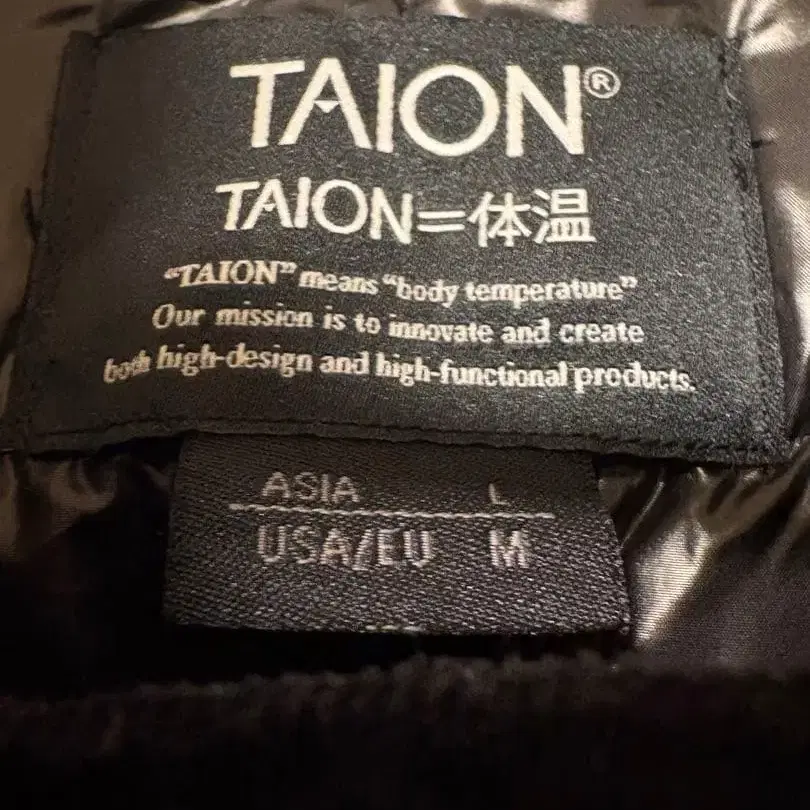 TAION®
TAION=体温
"TAION" means "body temperature"
Our mission is to innovate and create
both high-design and high-functional products.
ASIA L
USA/EU M